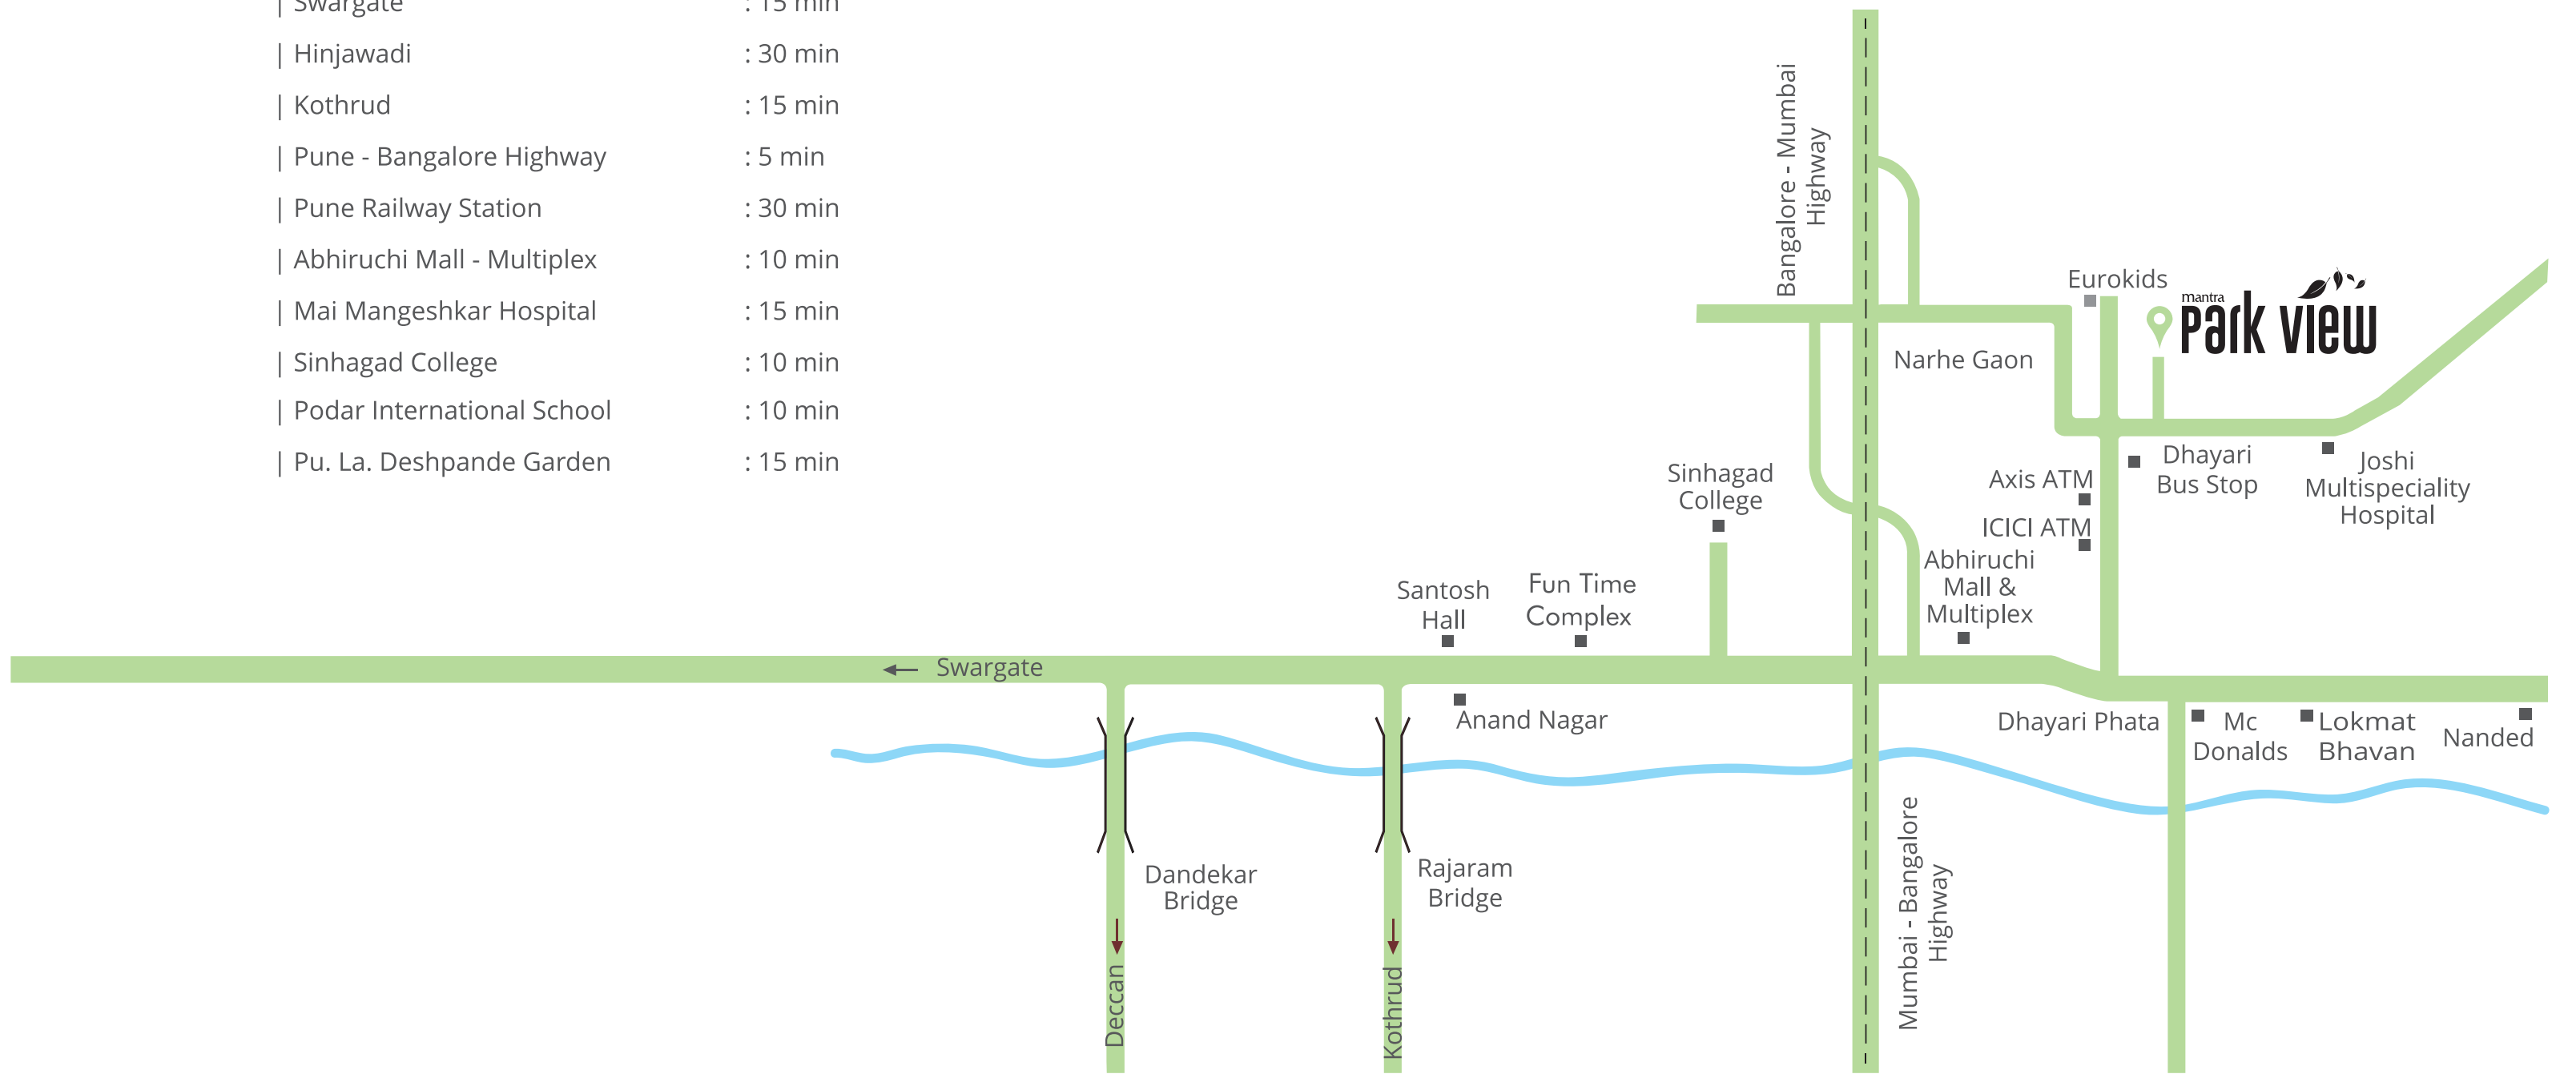 | Swargate : 15 min
| Hinjawadi : 30 min
| Kothrud : 15 min
| Pune - Bangalore Highway : 5 min
| Pune Railway Station : 30 min
| Abhiruchi Mall - Multiplex : 10 min
| Mai Mangeshkar Hospital : 15 min
| Sinhagad College : 10 min
| Podar International School : 10 min
| Pu. La. Deshpande Garden : 15 min
Bangalore - Mumbai
Highway
Eurokids
mantra
park view
Narhe Gaon
Dhayari
Bus Stop
Joshi
Multispeciality
Hospital
Axis ATM
ICICI ATM
Sinhagad
College
Abhiruchi
Mall &
Multiplex
Santosh
Hall
Fun Time
Complex
Swargate
Anand Nagar
Dhayari Phata
Mc
Donalds
Lokmat
Bhavan
Nanded
Dandekar
Bridge
Rajaram
Bridge
Deccan
Kothrud
Mumbai - Bangalore
Highway